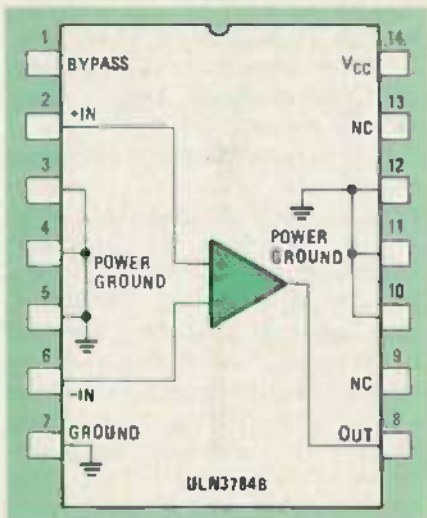 1 14
BYPASS VCC
2 13
+IN NC
3 12
4 11
POWER GROUND
POWER GROUND
5 10
6 9
-IN NC
7 8
GROUND OUT
ULN3784B